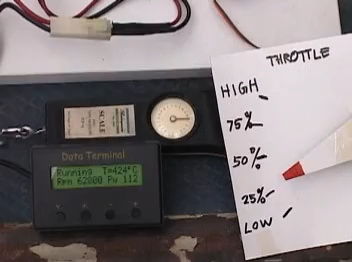 THROTTLE
HIGH
75%
50%
25%
LOW
SCALE
Data Terminal
Running T=424°C
Rpm 62000 Pw 112